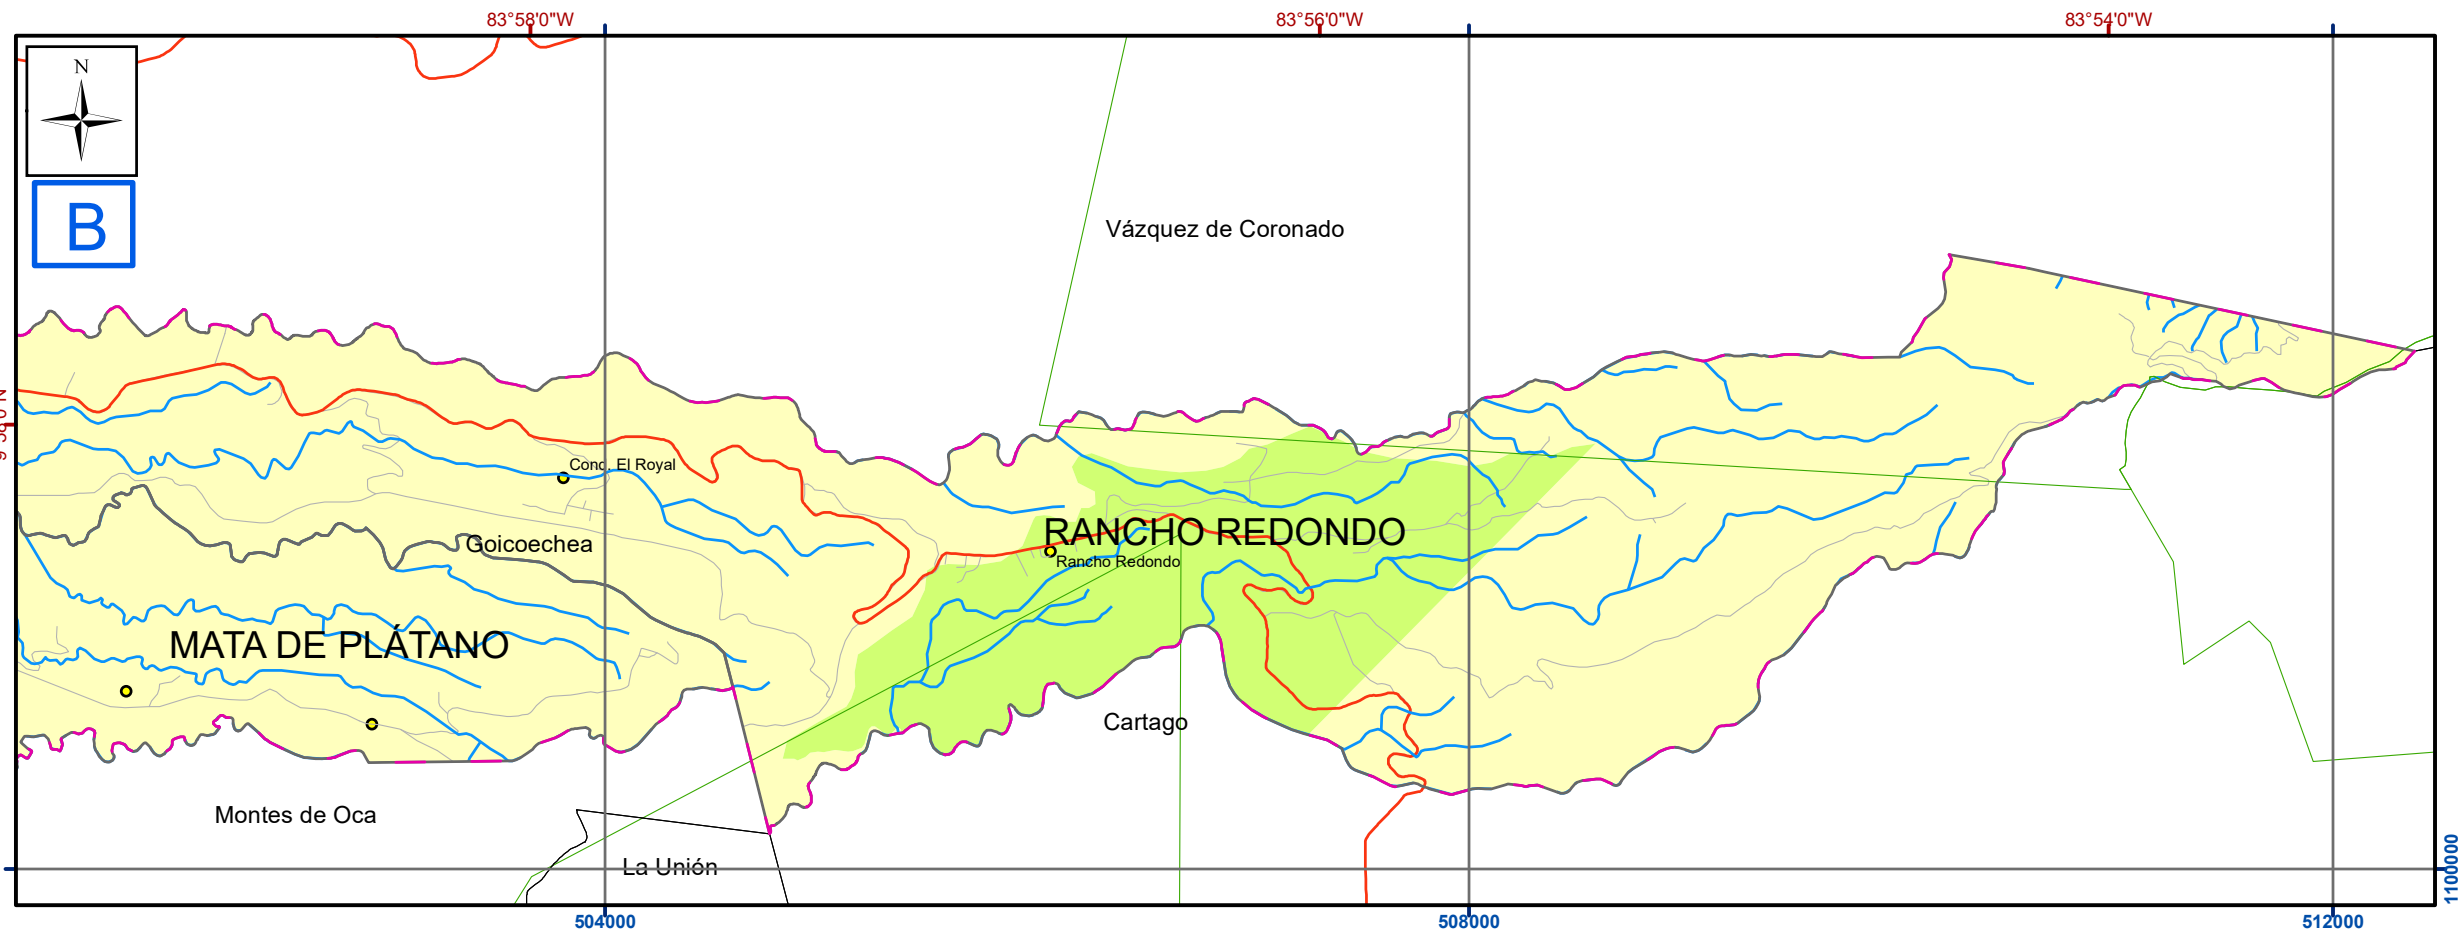 83°58'0"W
83°56'0"W
83°54'0"W
N
B
Vázquez de Coronado
Cond. El Royal
RANCHO REDONDO
Goicoechea
Rancho Redondo
MATA DE PLÁTANO
Cartago
Montes de Oca
La Unión
1100000
504000
508000
512000